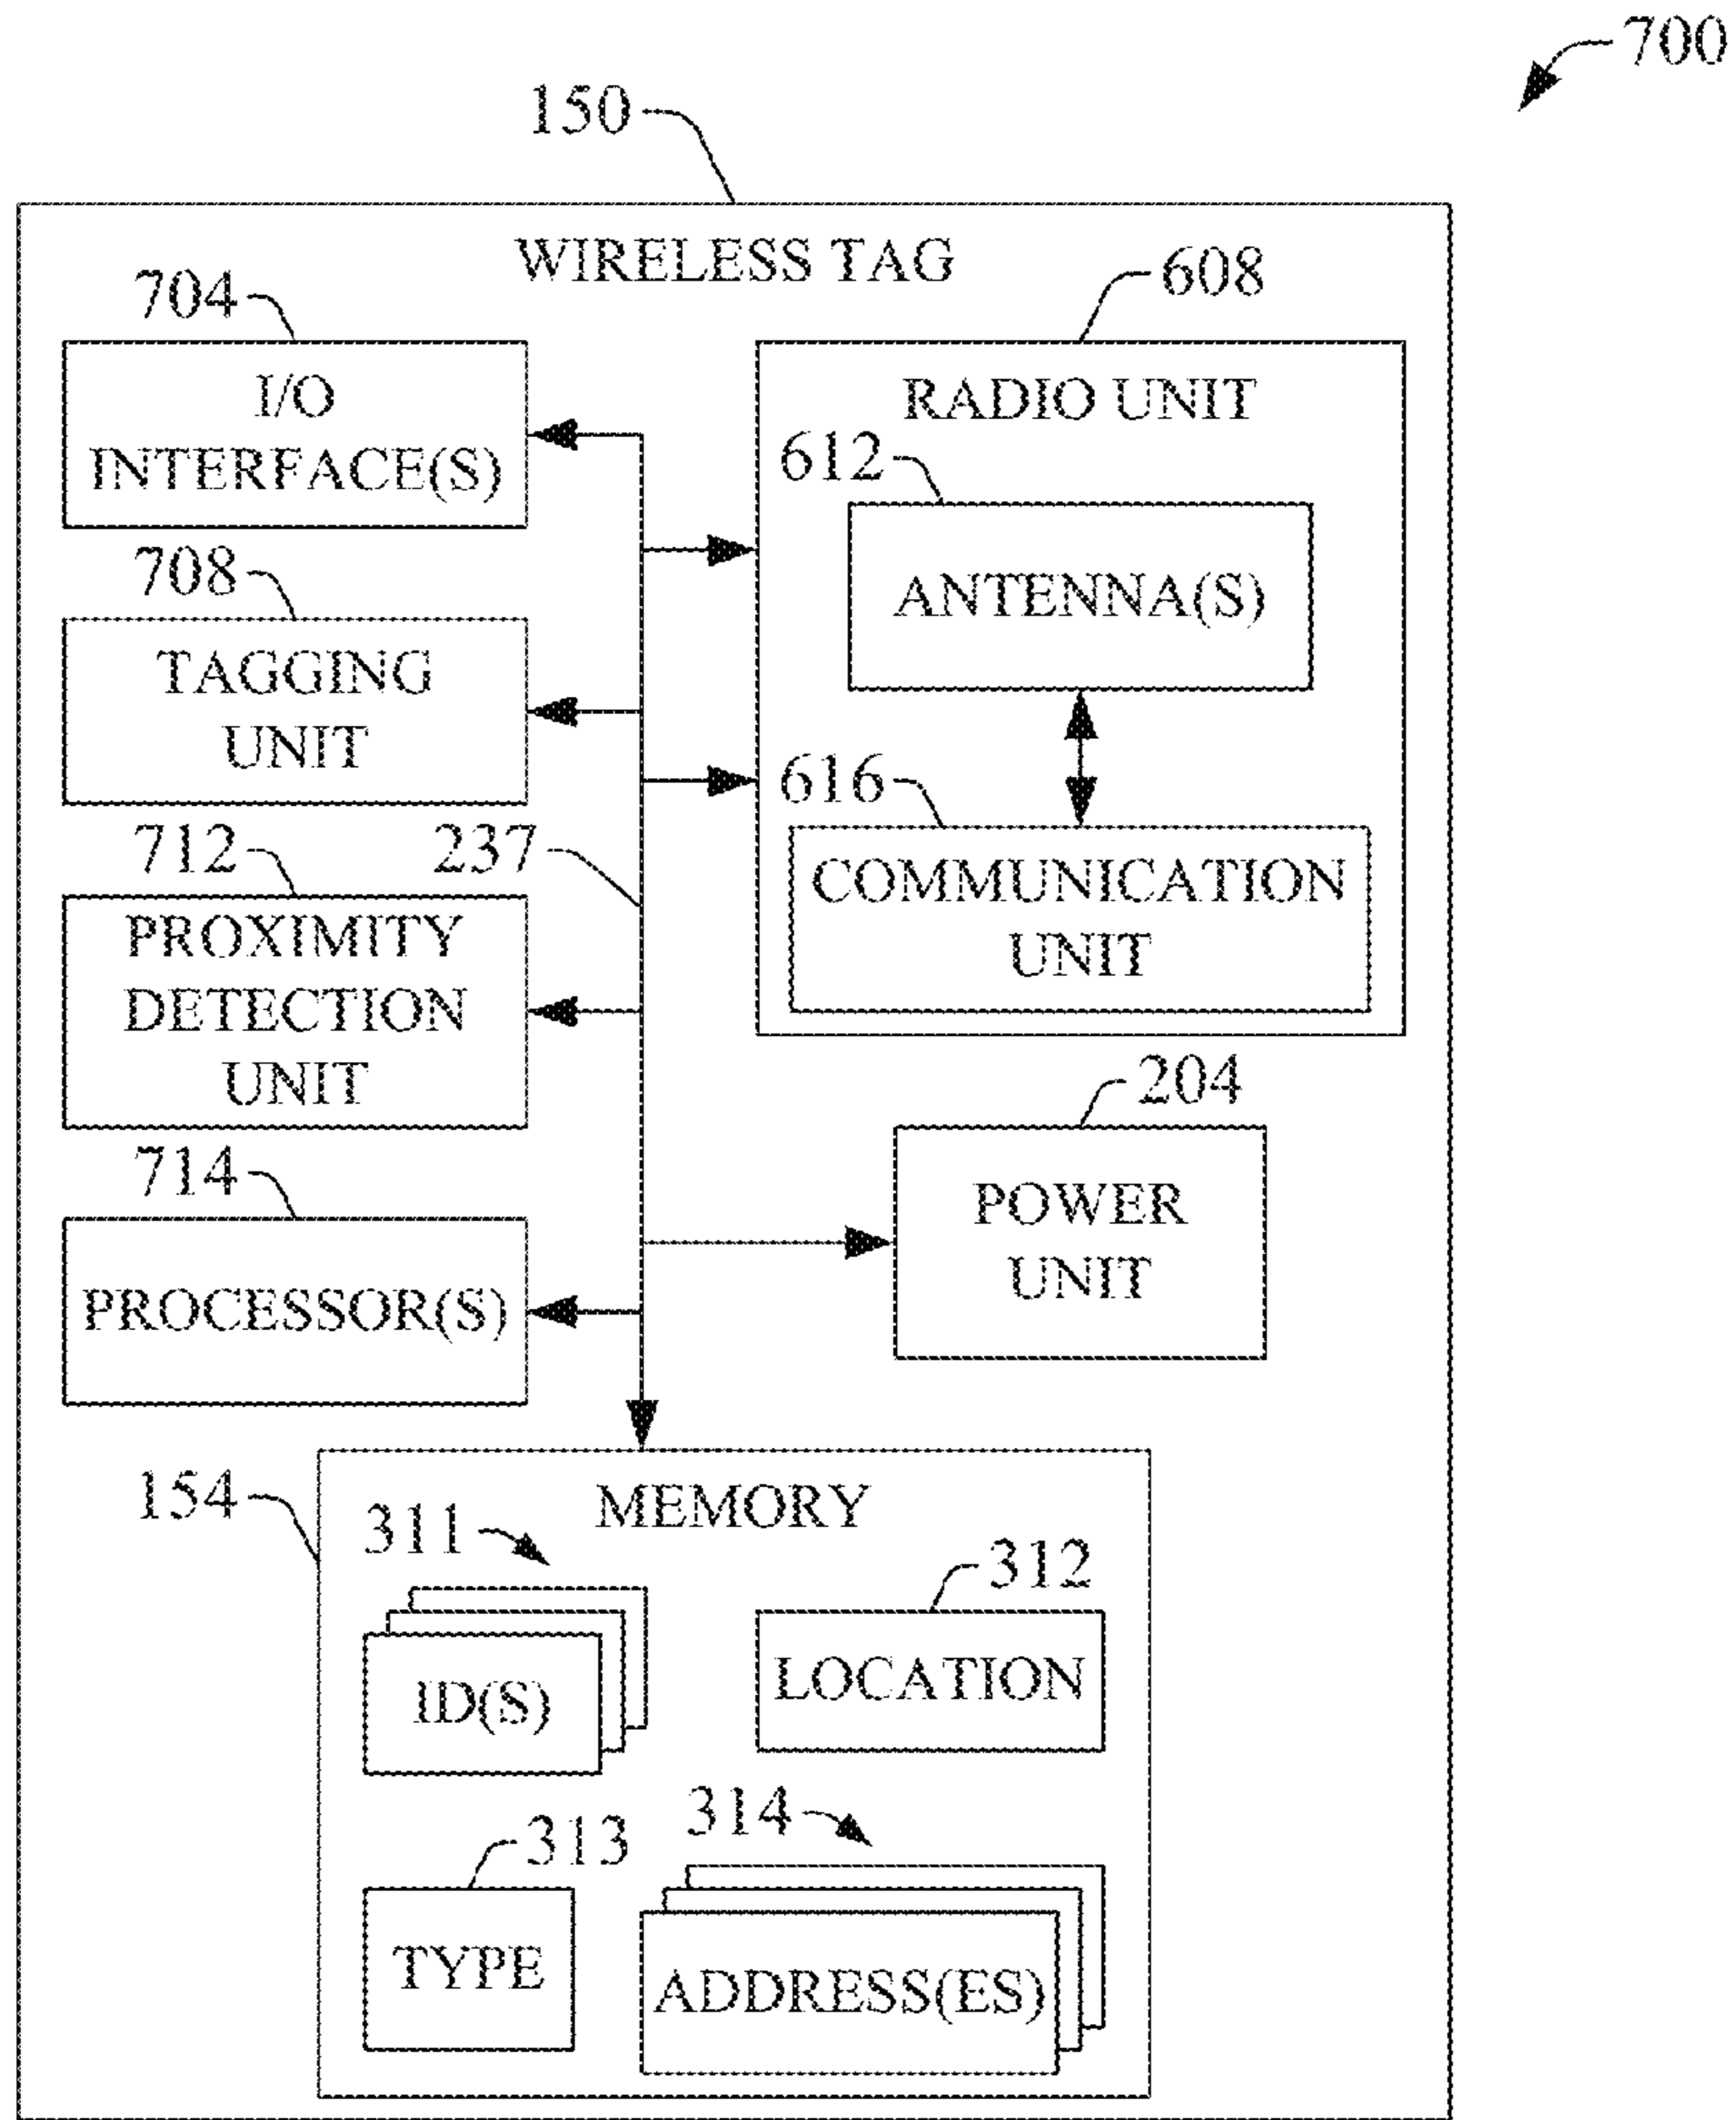 700
150
WIRELESS TAG
704
608
I/O
INTERFACE(S)
RADIO UNIT
612
ANTENNA(S)
708
TAGGING
UNIT
616
COMMUNICATION
UNIT
712
237
PROXIMITY
DETECTION
UNIT
204
POWER
UNIT
714
PROCESSOR(S)
154
MEMORY
311
312
ID(S)
LOCATION
313
314
TYPE
ADDRESS(ES)